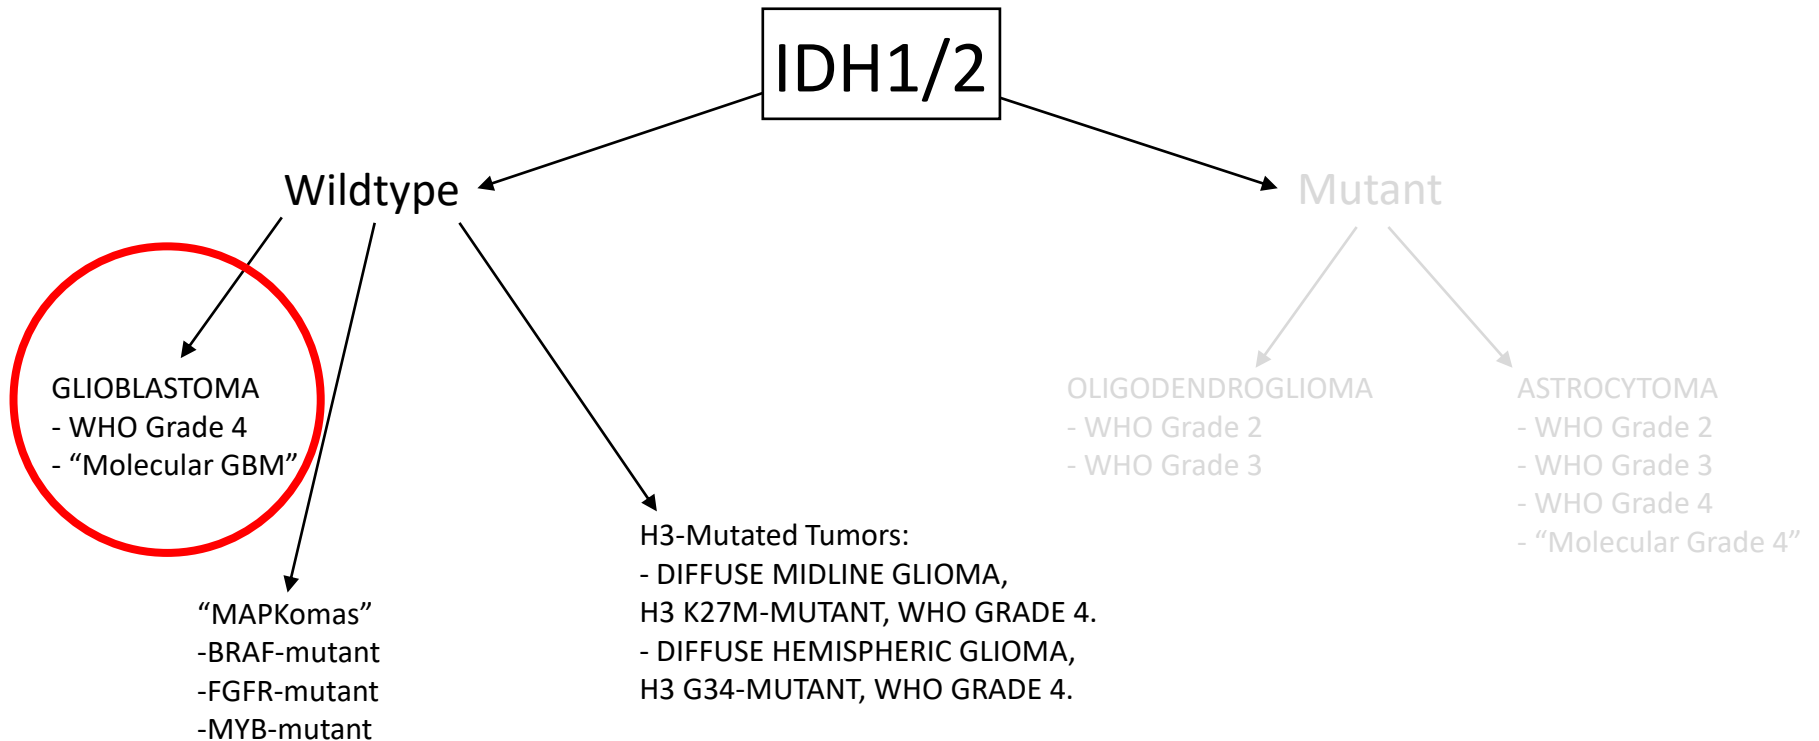 IDH1/2
Wildtype
Mutant
GLIOBLASTOMA
- WHO Grade 4
- “Molecular GBM”
“MAPKomas”
-BRAF-mutant
-FGFR-mutant
-MYB-mutant
H3-Mutated Tumors:
- DIFFUSE MIDLINE GLIOMA,
H3 K27M-MUTANT, WHO GRADE 4.
- DIFFUSE HEMISPHERIC GLIOMA,
H3 G34-MUTANT, WHO GRADE 4.
OLIGODENDROGLIOMA
- WHO Grade 2
- WHO Grade 3
ASTROCYTOMA
- WHO Grade 2
- WHO Grade 3
- WHO Grade 4
- “Molecular Grade 4”